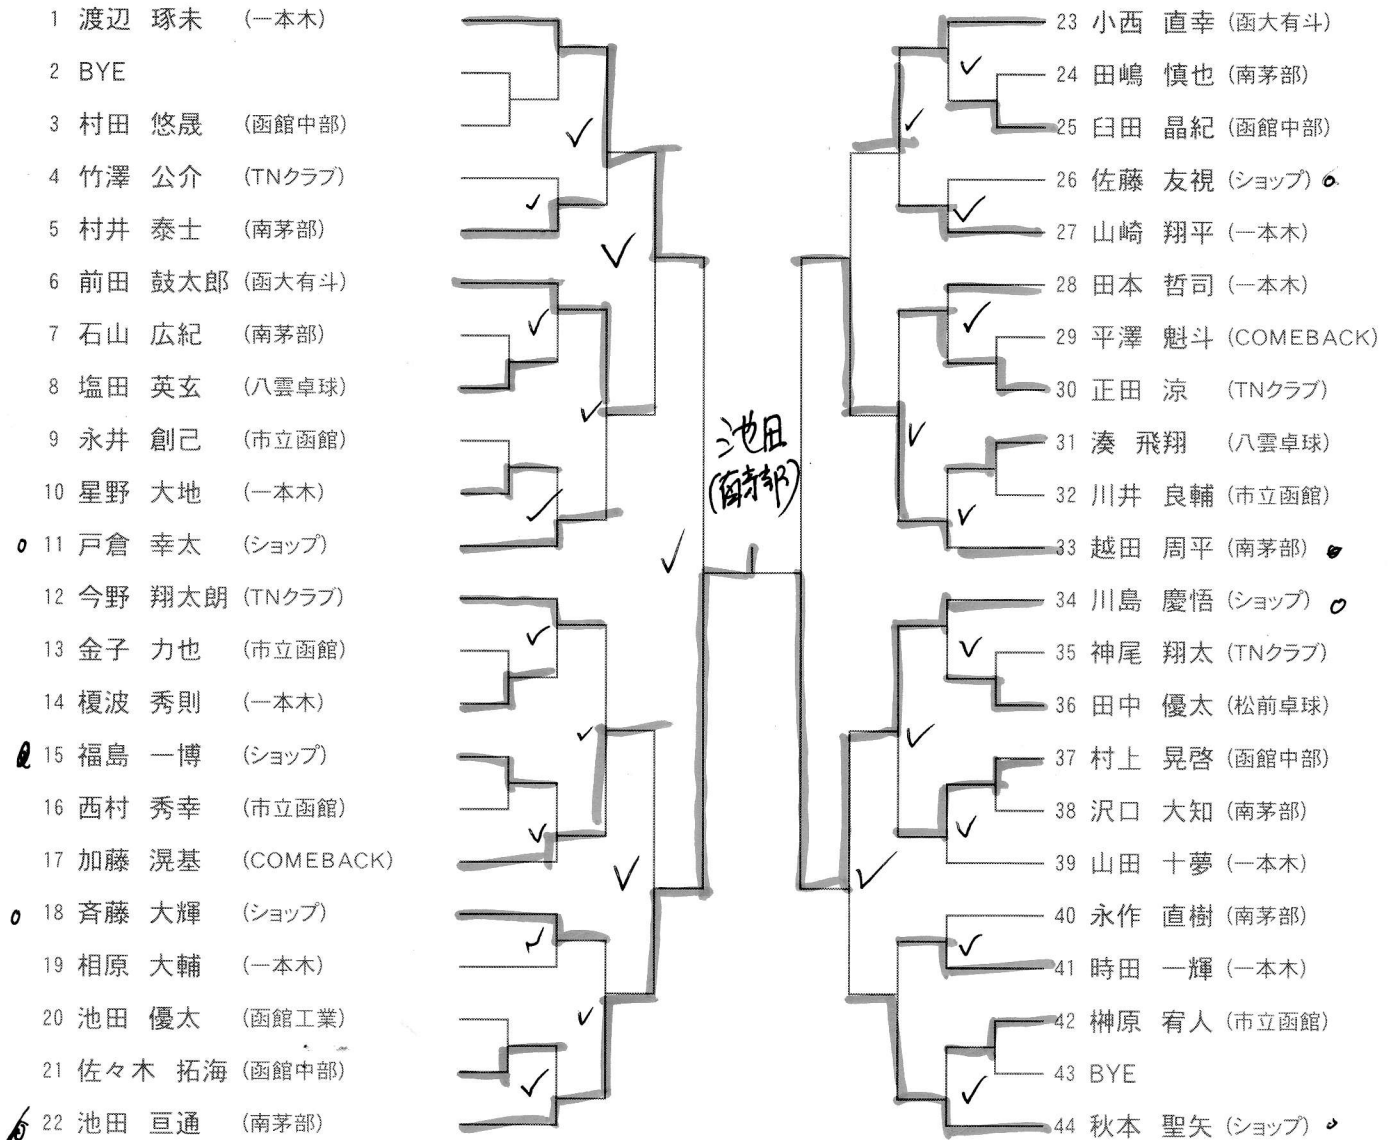 1 渡辺 琢未 (一本木)
2 BYE
3 村田 悠晟 (函館中部)
4 竹澤 公介 (TNクラブ)
5 村井 泰士 (南茅部)
6 前田 鼓太郎 (函大有斗)
7 石山 広紀 (南茅部)
8 塩田 英玄 (八雲卓球)
9 永井 創己 (市立函館)
10 星野 大地 (一本木)
11 戸倉 幸太 (ショップ)
12 今野 翔太朗 (TNクラブ)
13 金子 力也 (市立函館)
14 榎波 秀則 (一本木)
15 福島 一博 (ショップ)
16 西村 秀幸 (市立函館)
17 加藤 滉基 (COMEBACK)
18 斉藤 大輝 (ショップ)
19 相原 大輔 (一本木)
20 池田 優太 (函館工業)
21 佐々木 拓海 (函館中部)
22 池田 亘通 (南茅部)
池田
(南茅部)
23 小西 直幸 (函大有斗)
24 田嶋 慎也 (南茅部)
25 臼田 晶紀 (函館中部)
26 佐藤 友視 (ショップ)
27 山崎 翔平 (一本木)
28 田本 哲司 (一本木)
29 平澤 魁斗 (COMEBACK)
30 正田 涼 (TNクラブ)
31 湊 飛翔 (八雲卓球)
32 川井 良輔 (市立函館)
33 越田 周平 (南茅部)
34 川島 慶悟 (ショップ)
35 神尾 翔太 (TNクラブ)
36 田中 優太 (松前卓球)
37 村上 晃啓 (函館中部)
38 沢口 大知 (南茅部)
39 山田 十夢 (一本木)
40 永作 直樹 (南茅部)
41 時田 一輝 (一本木)
42 榊原 宥人 (市立函館)
43 BYE
44 秋本 聖矢 (ショップ)